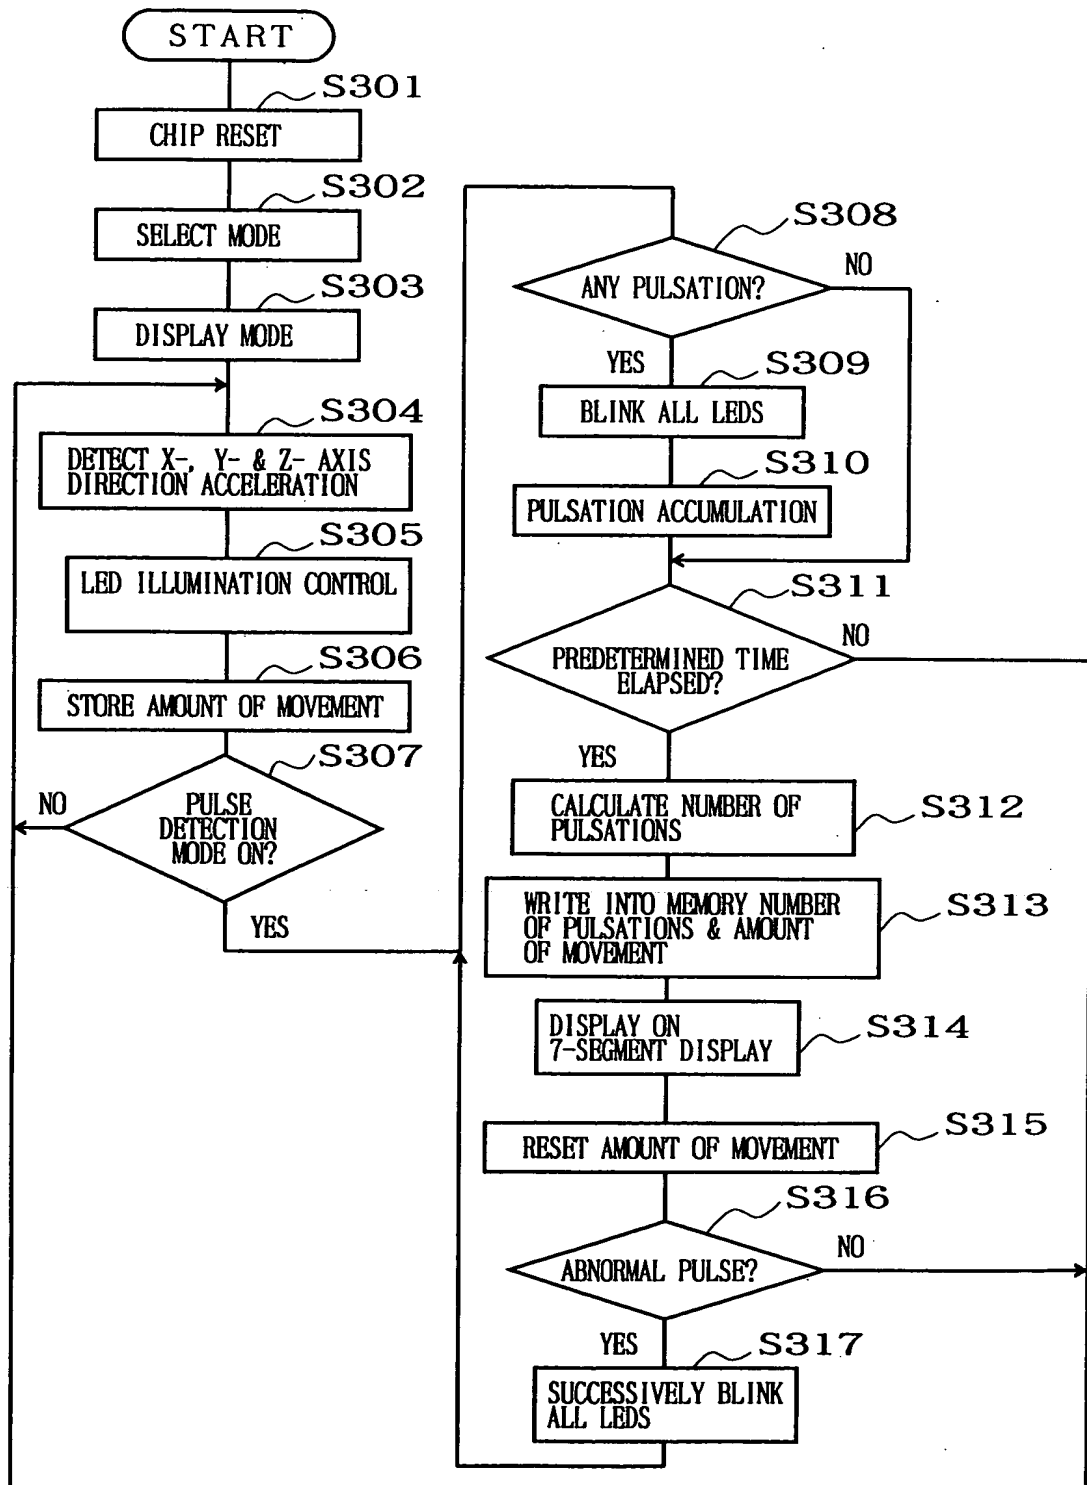 START
S301
CHIP RESET
S302
SELECT MODE
S303
DISPLAY MODE
S304
DETECT X-, Y- & Z- AXIS
DIRECTION ACCELERATION
S305
LED ILLUMINATION CONTROL
S306
STORE AMOUNT OF MOVEMENT
S307
NO
PULSE
DETECTION
MODE ON?
YES
S308
NO
ANY PULSATION?
YES
S309
BLINK ALL LEDS
S310
PULSATION ACCUMULATION
S311
NO
PREDETERMINED TIME
ELAPSED?
YES
CALCULATE NUMBER OF
PULSATIONS
S312
WRITE INTO MEMORY NUMBER
OF PULSATIONS & AMOUNT
OF MOVEMENT
S313
DISPLAY ON
7-SEGMENT DISPLAY
S314
RESET AMOUNT OF MOVEMENT
S315
S316
NO
ABNORMAL PULSE?
YES
S317
SUCCESSIVELY BLINK
ALL LEDS